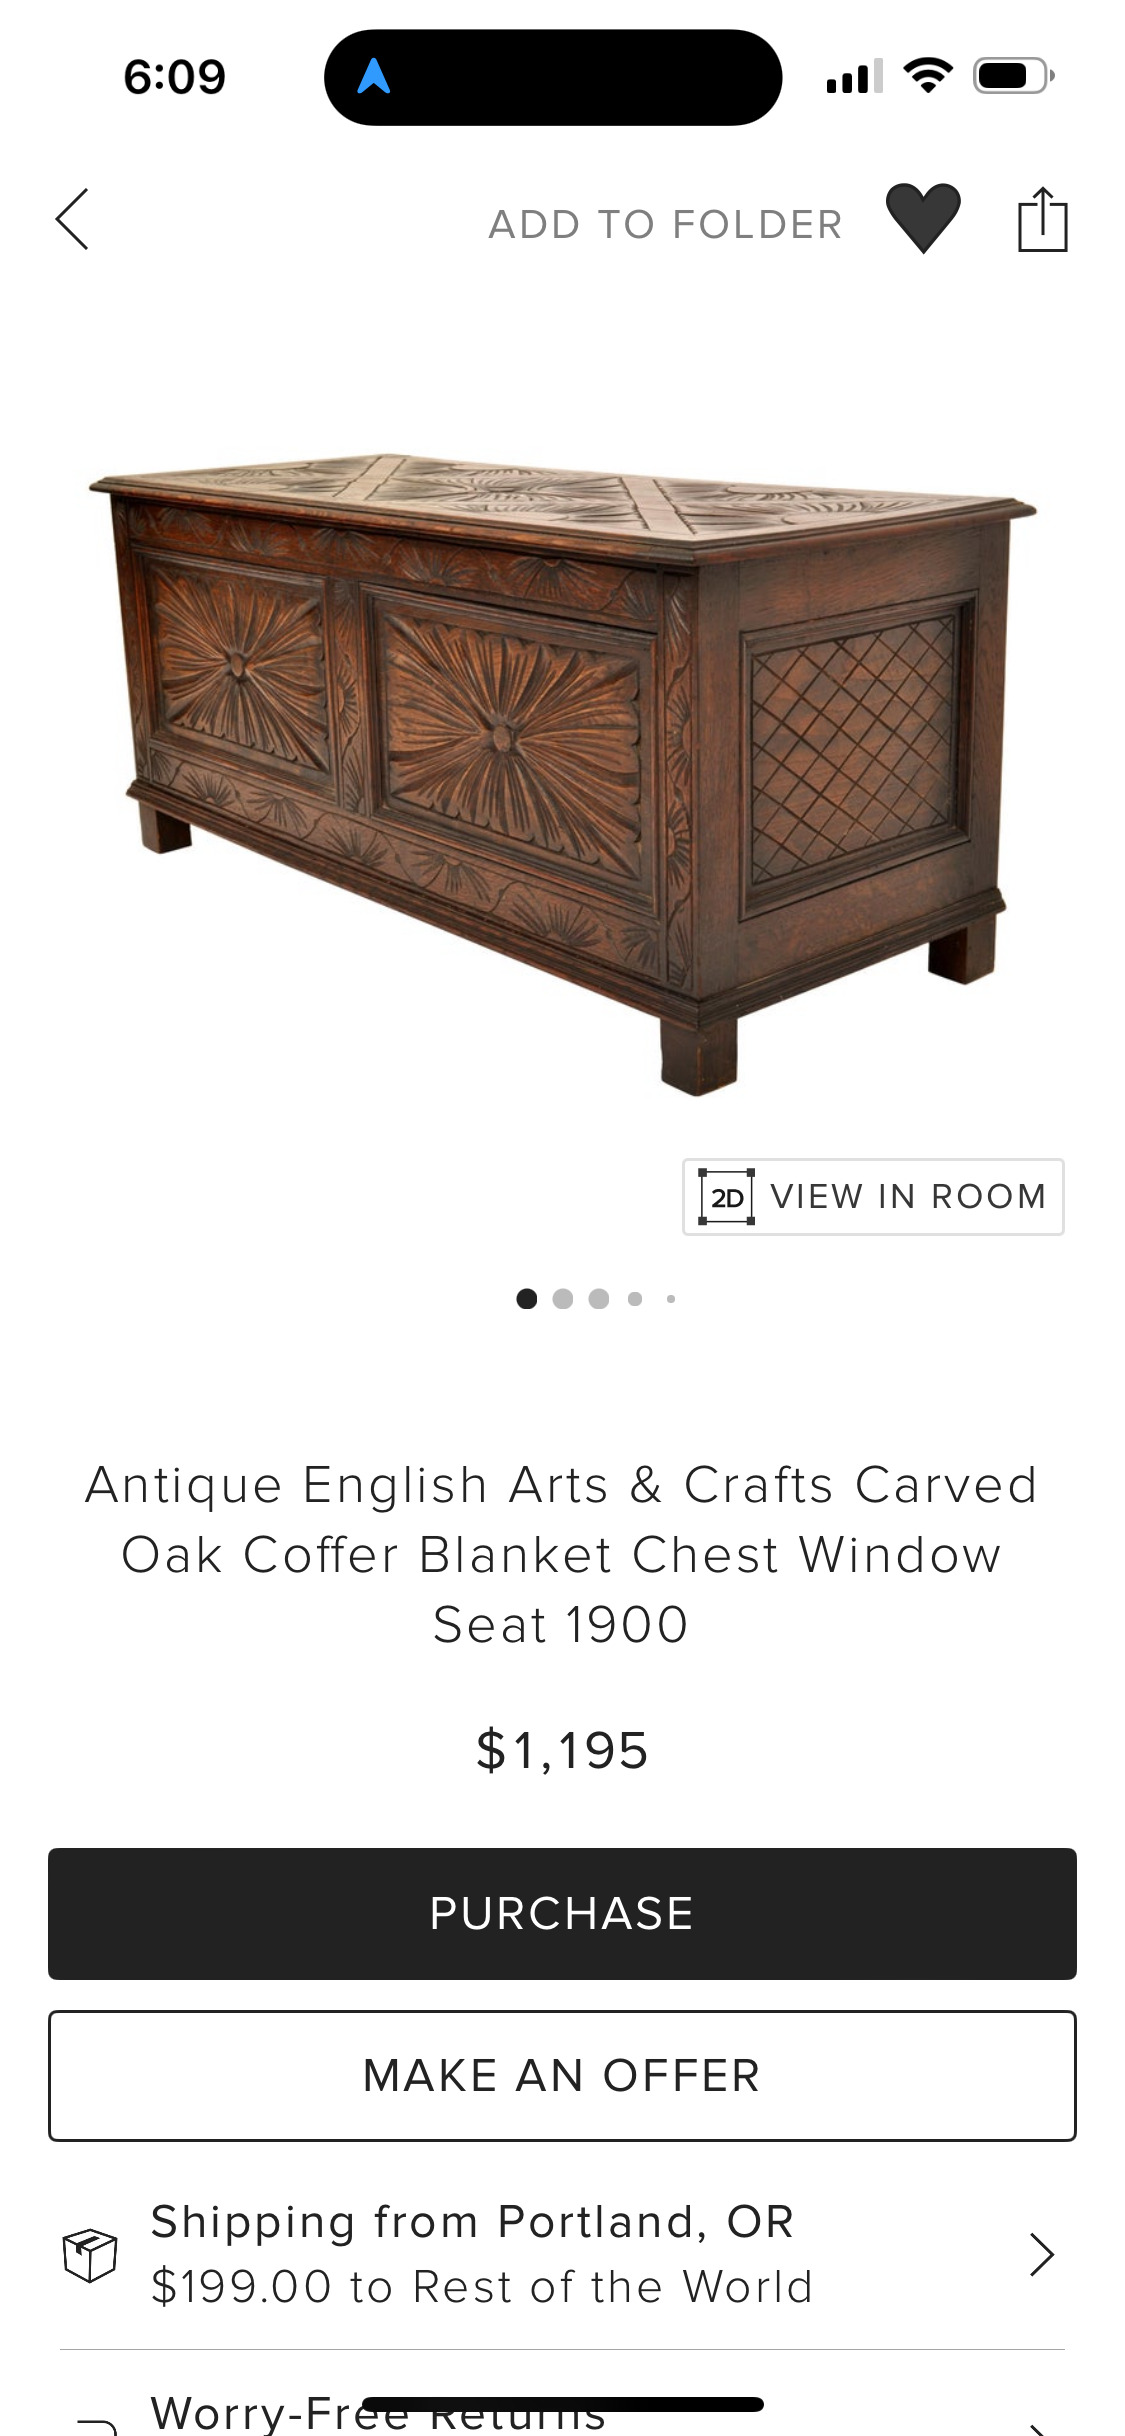 6:09
ADD TO FOLDER
2D VIEW IN ROOM
Antique English Arts & Crafts Carved
Oak Coffer Blanket Chest Window
Seat 1900
$1,195
PURCHASE
MAKE AN OFFER
Shipping from Portland, OR
$199.00 to Rest of the World
Worry-Free Returns